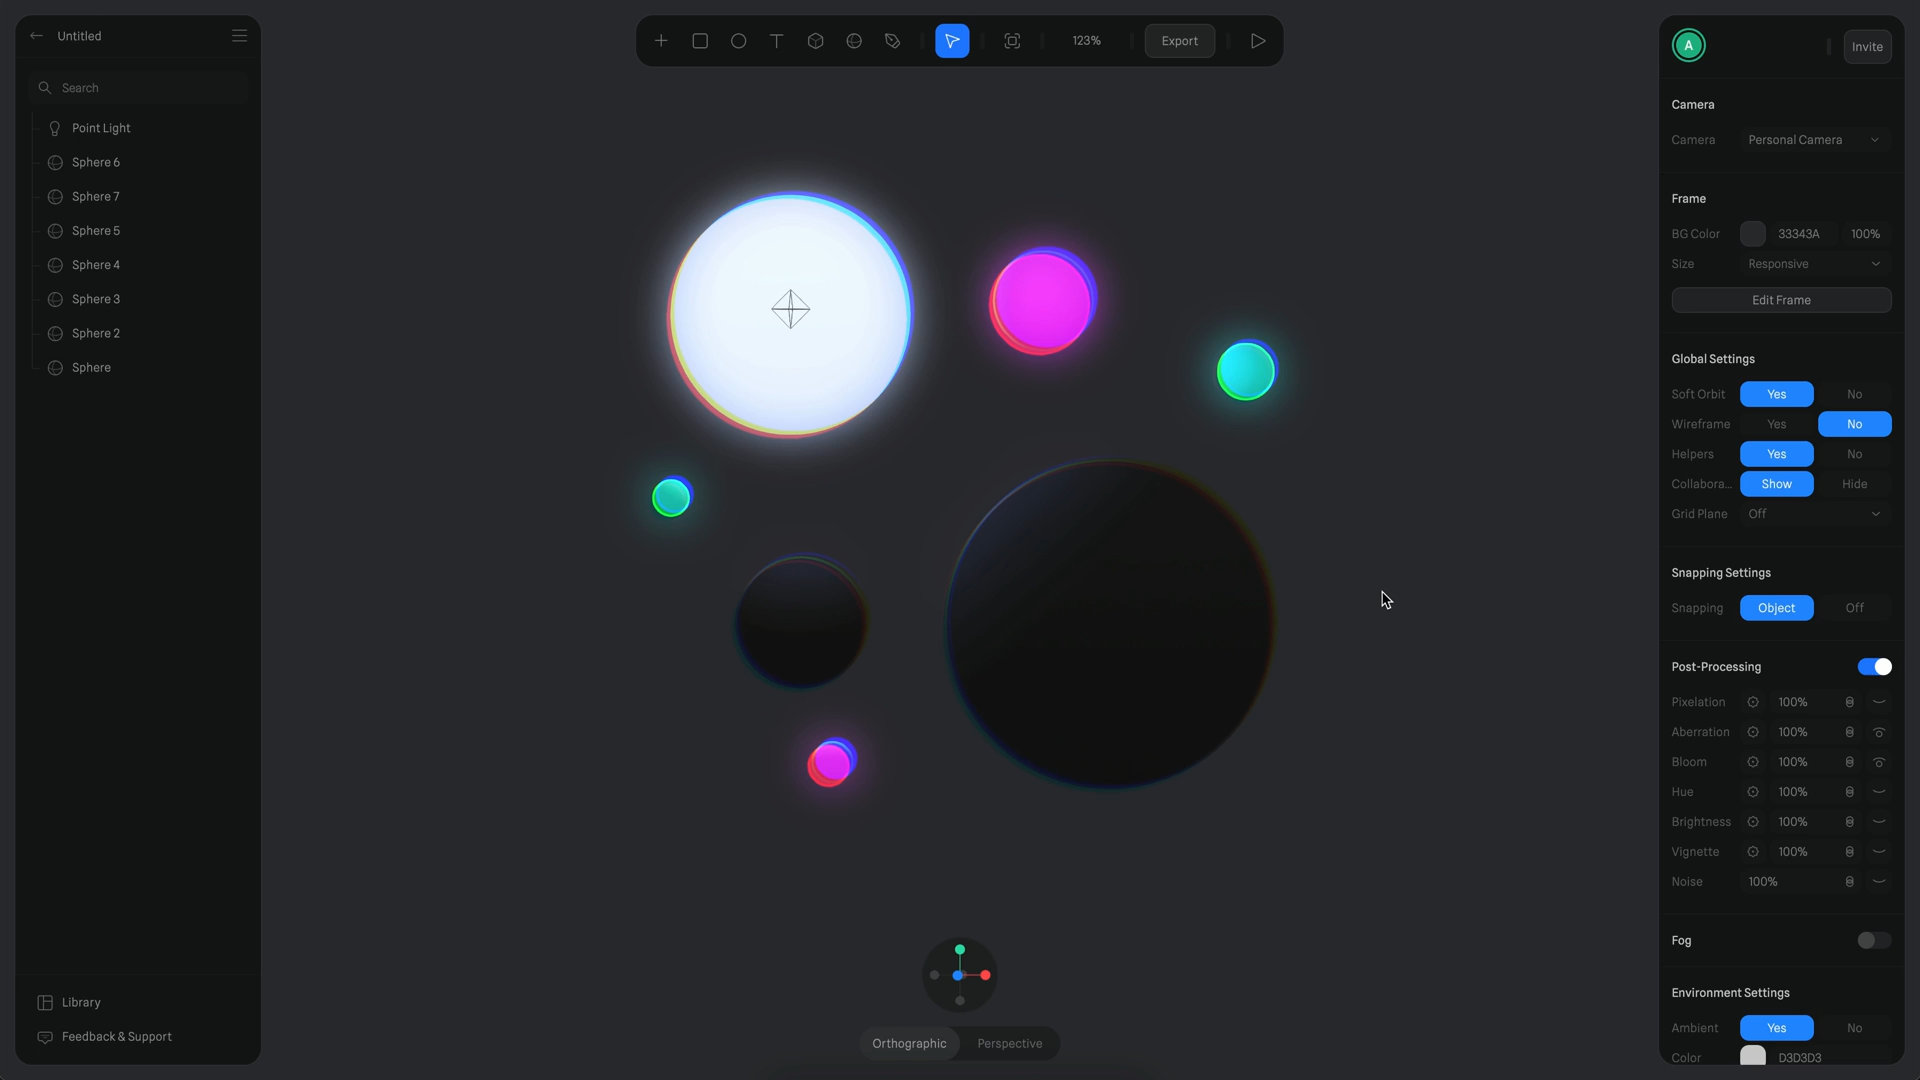 Untitled
Search
Point Light
Sphere 6
Sphere 7
Sphere 5
Sphere 4
Sphere 3
Sphere 2
Sphere
Library
Feedback & Support
123%
Export
Orthographic
Perspective
A
Invite
Camera
Camera Personal Camera
Frame
BG Color 33343A 100%
Size Responsive
Edit Frame
Global Settings
Soft Orbit Yes No
Wireframe Yes No
Helpers Yes No
Collabora... Show Hide
Grid Plane Off
Snapping Settings
Snapping Object Off
Post-Processing
Pixelation 100%
Aberration 100%
Bloom 100%
Hue 100%
Brightness 100%
Vignette 100%
Noise 100%
Fog
Environment Settings
Ambient Yes No
Color D3D3D3